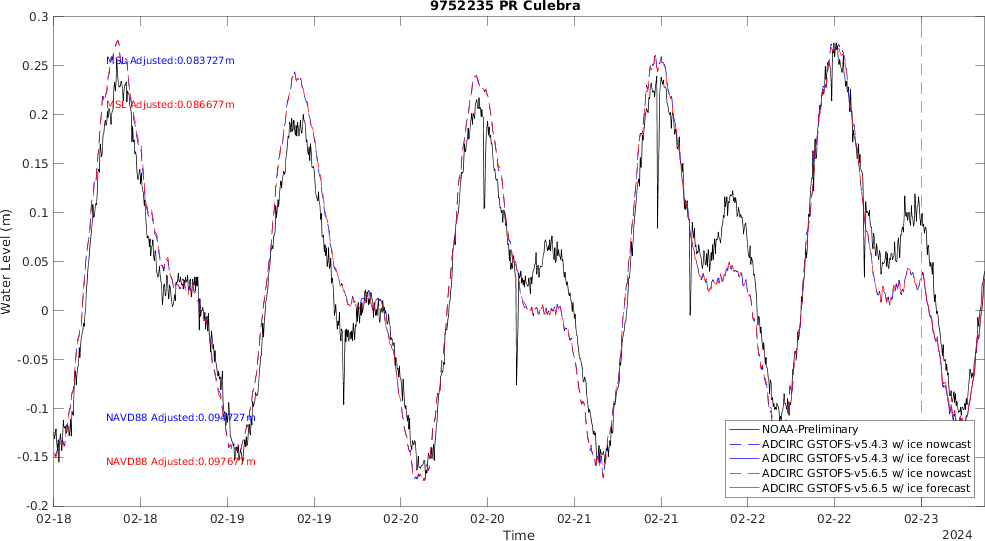 9752235 PR Culebra
0.3
0.25
0.2
0.15
0.1
0.05
0
-0.05
-0.1
-0.15
-0.2
Water Level (m)
MSL Adjusted:0.083727m
MSL Adjusted:0.086677m
NAVD88 Adjusted:0.094727m
NAVD88 Adjusted:0.097677m
NOAA-Preliminary
ADCIRC GSTOFS-v5.4.3 w/ ice nowcast
ADCIRC GSTOFS-v5.4.3 w/ ice forecast
ADCIRC GSTOFS-v5.6.5 w/ ice nowcast
ADCIRC GSTOFS-v5.6.5 w/ ice forecast
02-18 02-18 02-19 02-19 02-20 02-20 02-21 02-21 02-22 02-22 02-23
Time
2024